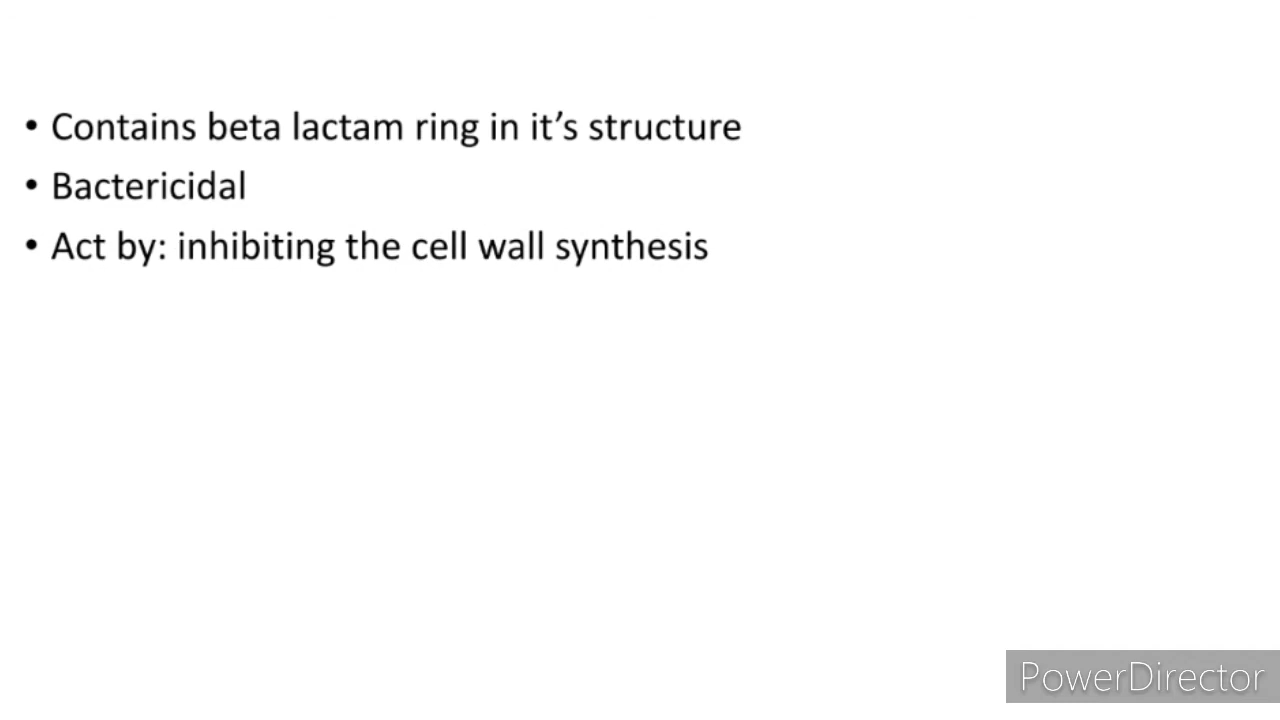 • Contains beta lactam ring in it’s structure
• Bactericidal
• Act by: inhibiting the cell wall synthesis
PowerDirector